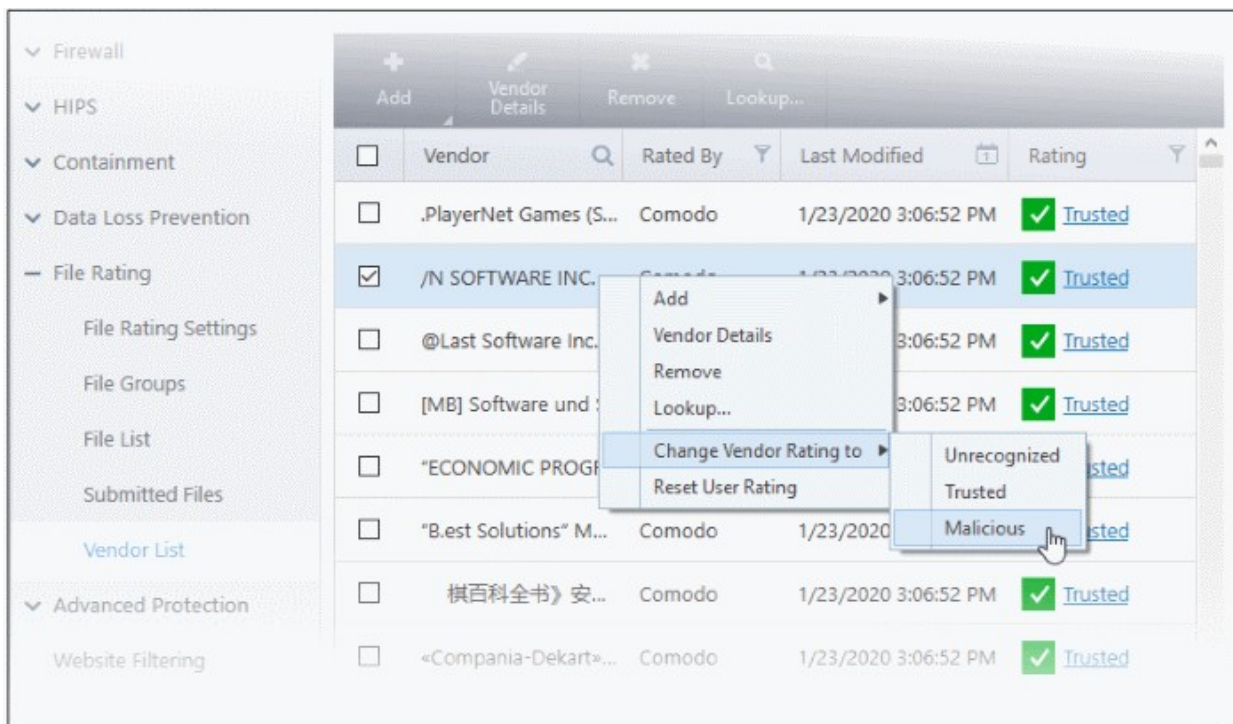 Firewall
HIPS
Containment
Data Loss Prevention
File Rating
File Rating Settings
File Groups
File List
Submitted Files
Vendor List
Advanced Protection
Website Filtering
Add
Vendor Details
Remove
Lookup...
Vendor
Rated By
Last Modified
Rating
.PlayerNet Games (S... Comodo 1/23/2020 3:06:52 PM Trusted
/N SOFTWARE INC. 3:06:52 PM Trusted
@Last Software Inc. 3:06:52 PM Trusted
[MB] Software und 3:06:52 PM Trusted
"ECONOMIC
"B.est Solutions" M... Comodo 1/23/2020
棋百科全书》安... Comodo 1/23/2020 3:06:52 PM Trusted
«Compania-Dekart»... Comodo 1/23/2020 3:06:52 PM Trusted
Add
Vendor Details
Remove
Lookup...
Change Vendor Rating to
Reset User Rating
Unrecognized
Trusted
Malicious